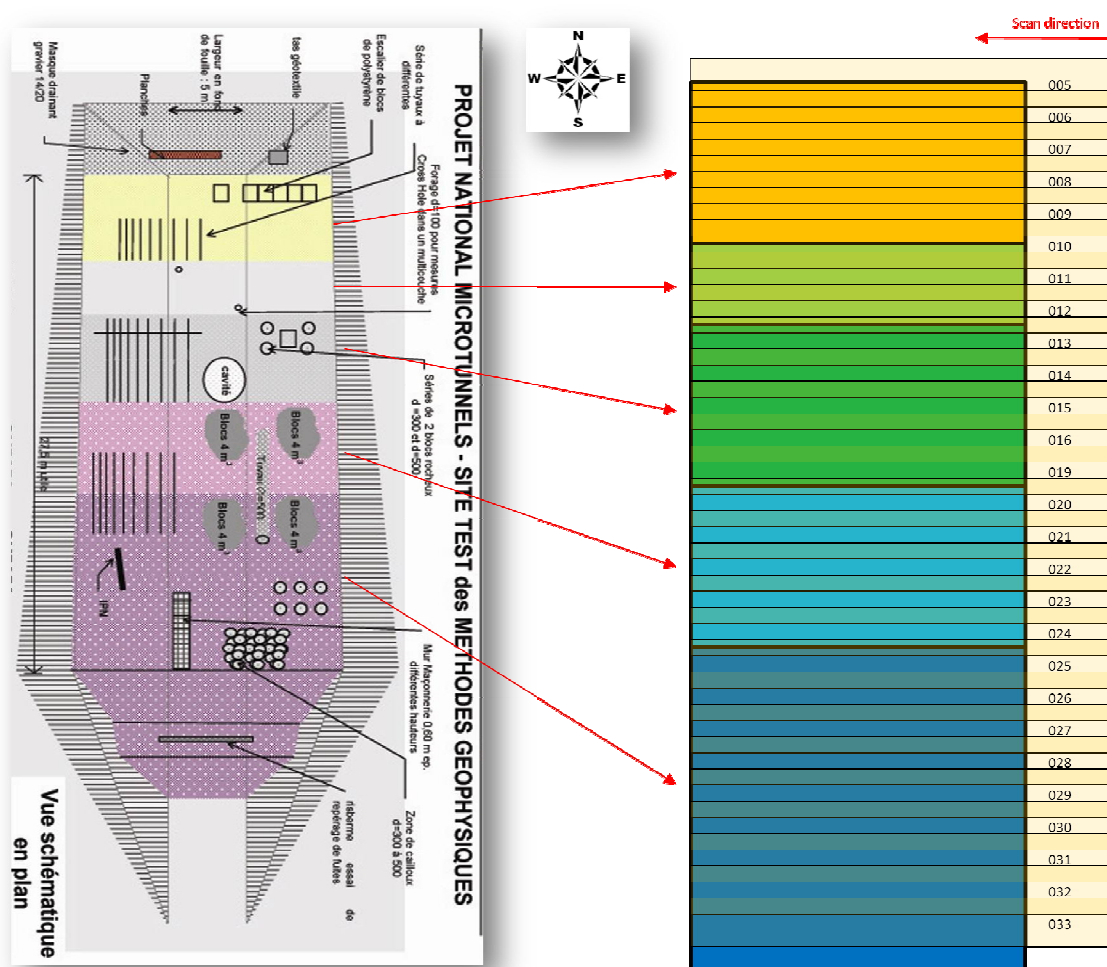 PROJET NATIONAL MICROTUNNELS - SITE TEST des METHODES GEOPHYSIQUES
Masque drainant
gravier 14/20
Planches
Largeur en fond
de fouille : 5 m
tas géotextile
Escalier de blocs
de polystyrène
Série de tuyaux à
différentes
Forage d=100 pour mesures
Cross Hole dans un multicouche
Séries de 2 blocs rocheux
d =300 et d=500
cavité
Blocs 4 m³
Blocs 4 m³
Blocs 4 m³
Blocs 4 m³
27,5 m utile
IPN
Mur Maçonnerie 0,60 m ep.
différentes hauteurs
Zone de cailloux
d=300 à 500
risberme essai de
repérage de fuites
Vue schématique
en plan
N
W
E
S
Scan direction
005
006
007
008
009
010
011
012
013
014
015
016
019
020
021
022
023
024
025
026
027
028
029
030
031
032
033